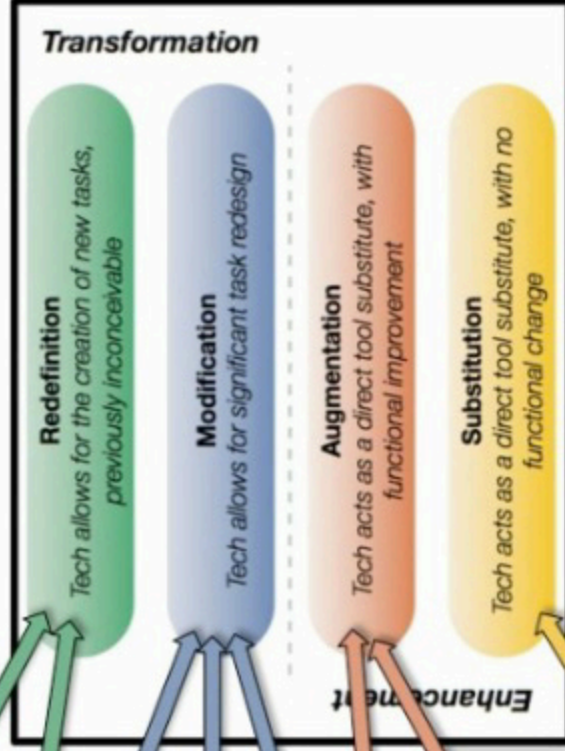 Transformation
Redefinition
Tech allows for the creation of new tasks,
previously inconceivable
Modification
Tech allows for significant task redesign
Augmentation
Tech acts as a direct tool substitute, with
functional improvement
Substitution
Tech acts as a direct tool substitute, with no
functional change
Enhancement